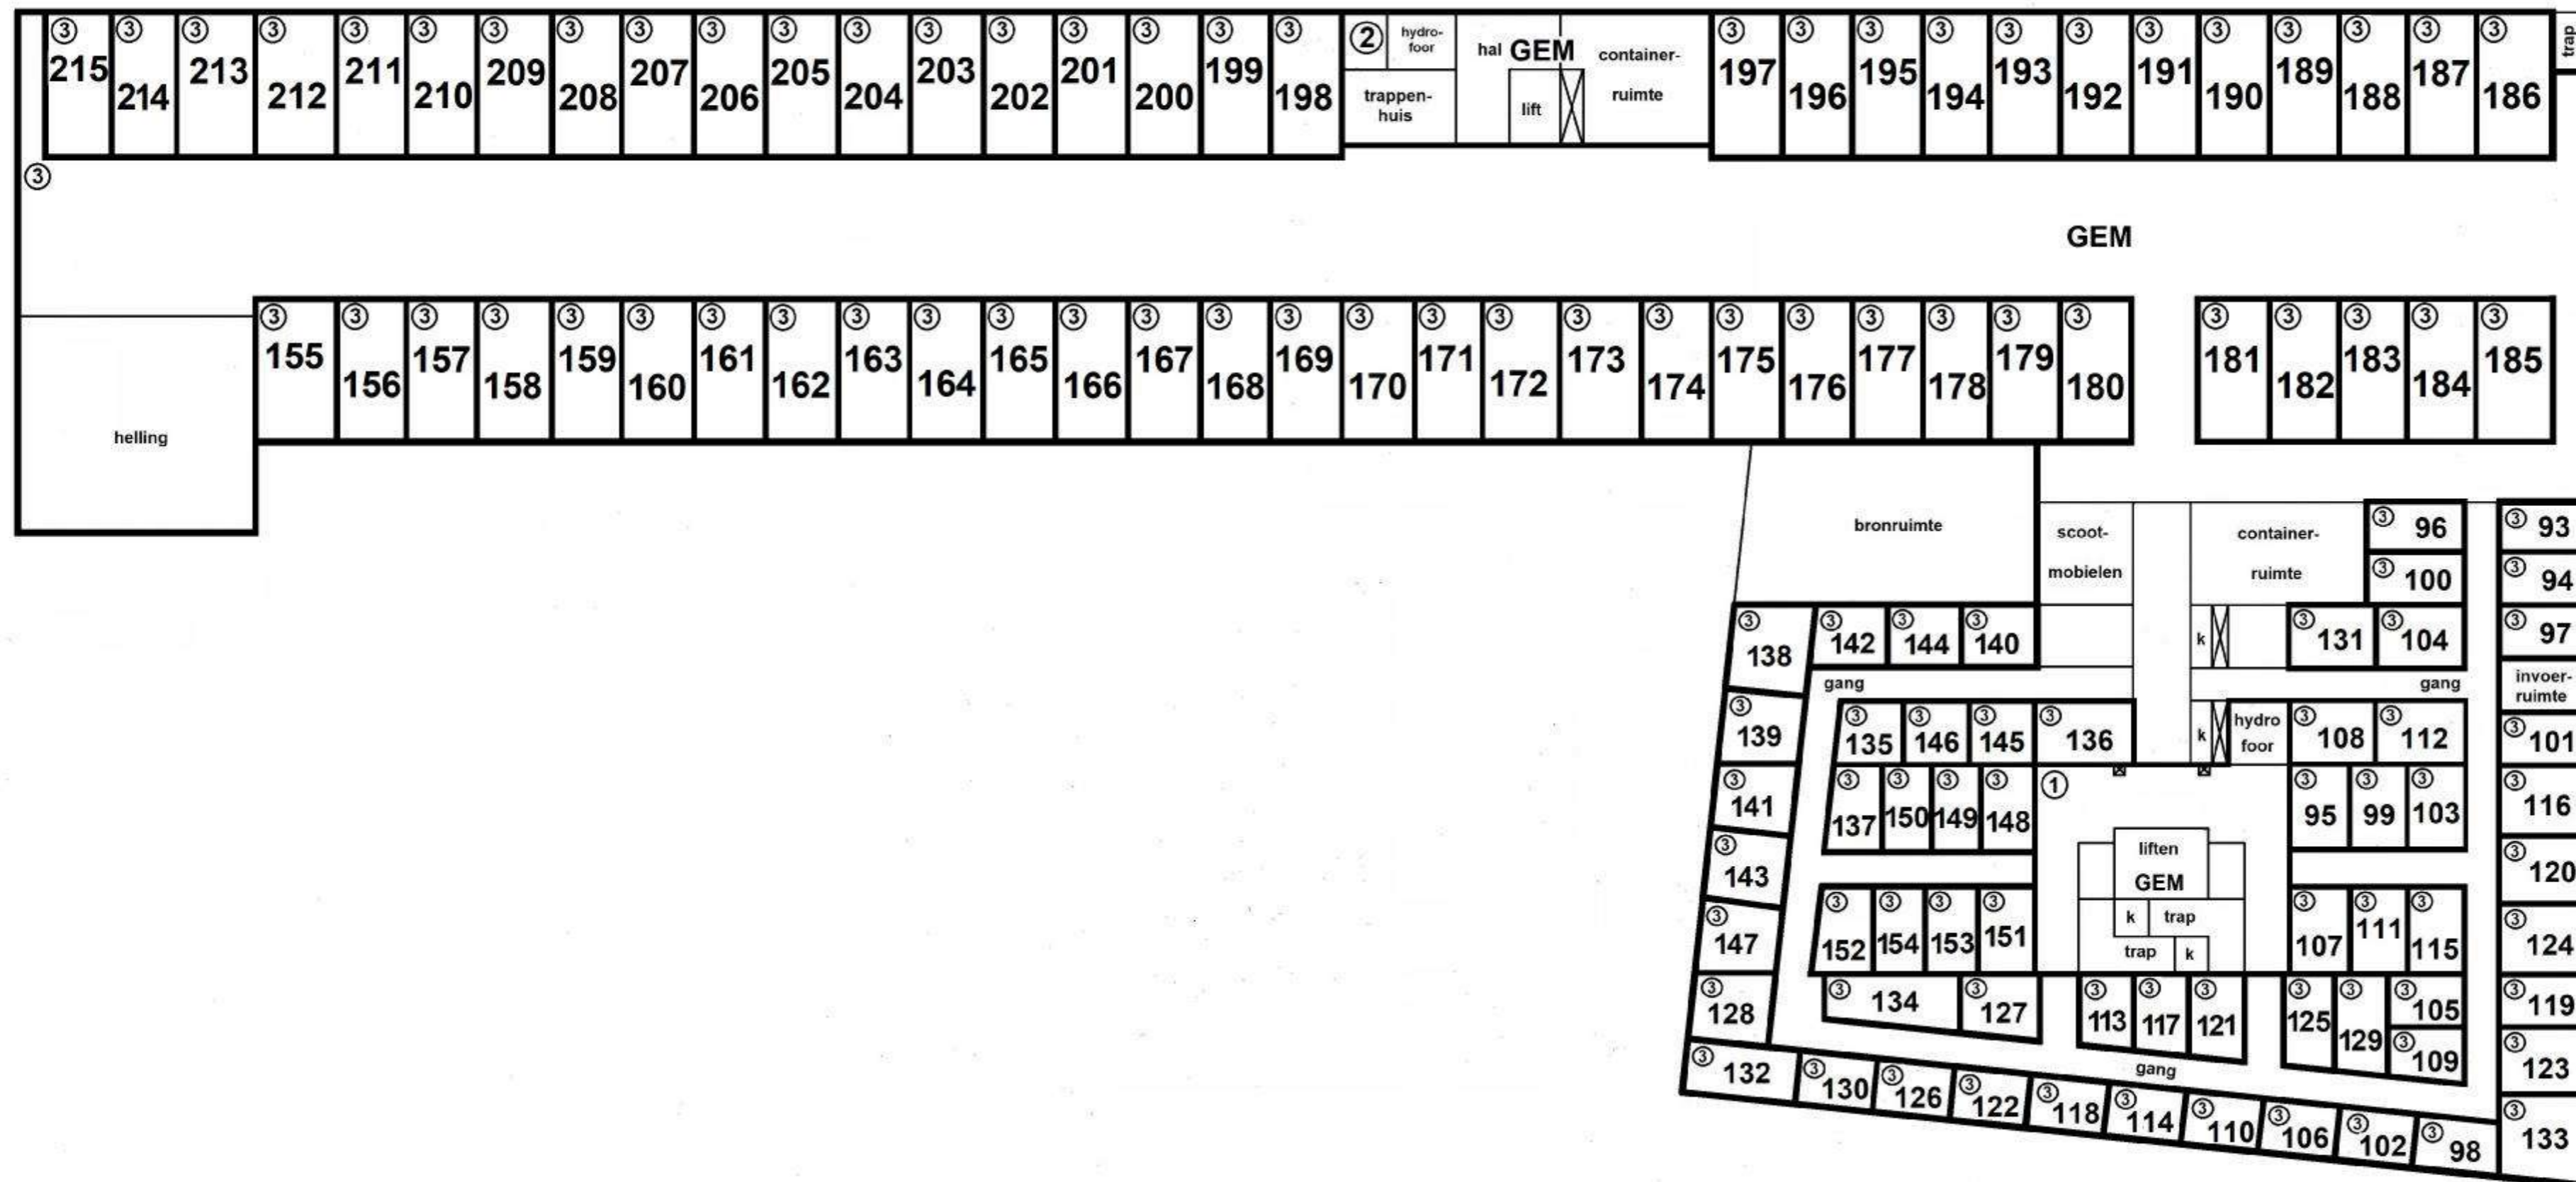 3 3 3 3 3 3 3 3 3 3 3 3 3 3 3 3 3 3 2 hydro- 3 3 3 3 3 3 3 3 3 3 3 3 trap
foor
215 214 213 212 211 210 209 208 207 206 205 204 203 202 201 200 199 198 hal GEM container- 197 196 195 194 193 192 191 190 189 188 187 186
trappen- lift ruimte
huis
3
GEM
3 3 3 3 3 3 3 3 3 3 3 3 3 3 3 3 3 3 3 3 3 3 3 3 3 3 3 3 3 3 3
155 156 157 158 159 160 161 162 163 164 165 166 167 168 169 170 171 172 173 174 175 176 177 178 179 180 181 182 183 184 185
helling
bronruimte scoot- container- 3 96 3 93
mobielen ruimte 3 100 3 94
3 138 3 142 3 144 3 140 k 3 131 3 104 3 97
gang gang invoer-
ruimte
3 139 3 135 3 146 3 145 3 136 k hydro 3 108 3 112 3 101
foor
3 141 3 137 3 150 3 149 3 148 1 3 95 3 99 3 103 3 116
3 143 liften 3 120
GEM
3 147 3 152 3 154 3 153 3 151 k trap 3 107 3 111 3 115 3 124
trap k
3 128 3 134 3 127 3 113 3 117 3 121 3 125 3 129 3 105 3 119
3 109 3 123
gang
3 132 3 130 3 126 3 122 3 118 3 114 3 110 3 106 3 102 3 98 3 133